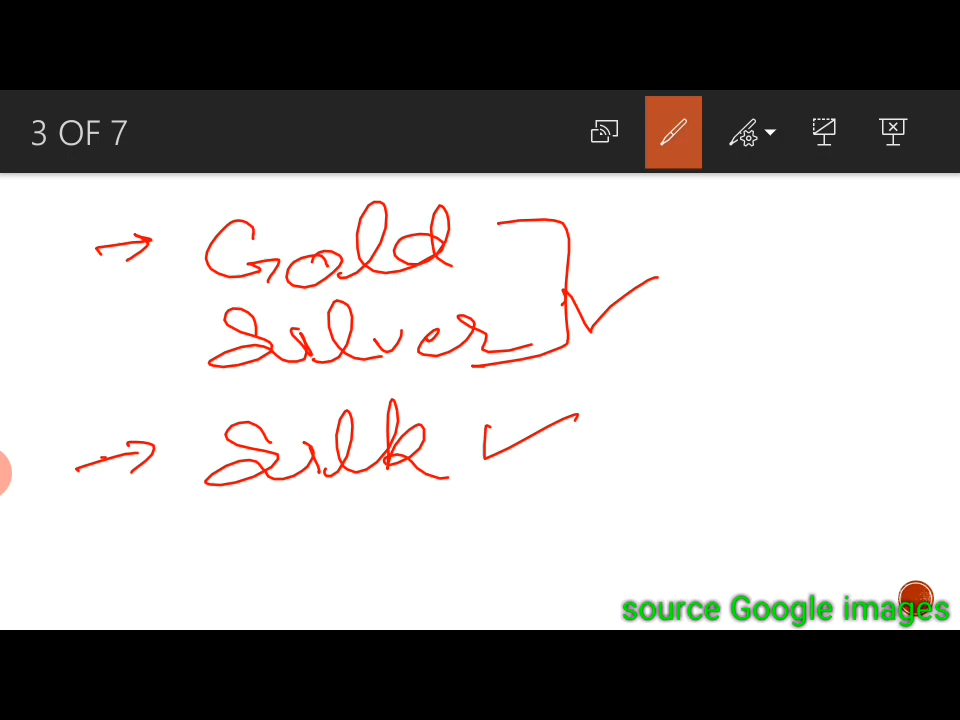 3 OF 7
→ Gold
Silver
→ Silk ✓
source Google images